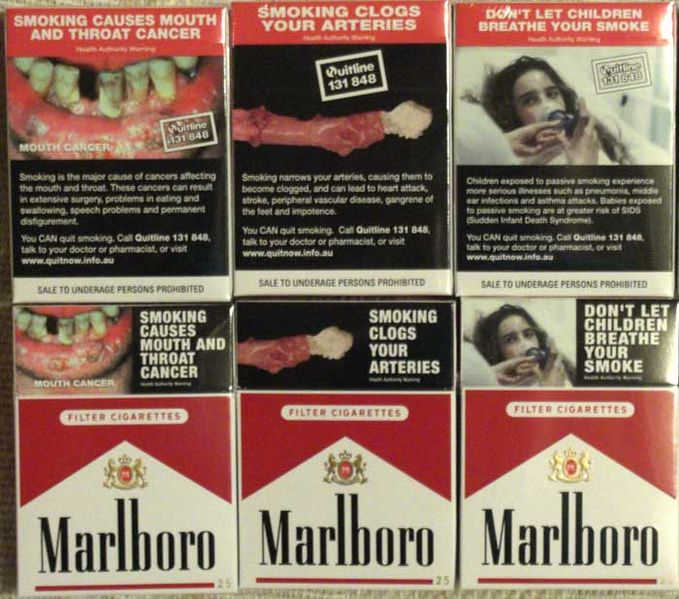 SMOKING CAUSES MOUTH
AND THROAT CANCER
Health Authority Warning
Quitline
131 848
MOUTH CANCER
Smoking is the major cause of cancers affecting
the mouth and throat. These cancers can result
in extensive surgery, problems in eating and
swallowing, speech problems and permanent
disfigurement.
You CAN quit smoking. Call Quitline 131 848,
talk to your doctor or pharmacist, or visit
www.quitnow.info.au
SALE TO UNDERAGE PERSONS PROHIBITED
SMOKING CLOGS
YOUR ARTERIES
Health Authority Warning
Quitline
131 848
Smoking narrows your arteries, causing them to
become clogged, and can lead to heart attack,
stroke, peripheral vascular disease, gangrene of
the feet and impotence.
You CAN quit smoking. Call Quitline 131 848,
talk to your doctor or pharmacist, or visit
www.quitnow.info.au
SALE TO UNDERAGE PERSONS PROHIBITED
DON'T LET CHILDREN
BREATHE YOUR SMOKE
Health Authority Warning
Quitline
131 848
Children exposed to passive smoking experience
more serious illnesses such as pneumonia, middle
ear infections and asthma attacks. Babies exposed
to passive smoking are at greater risk of SIDS
(Sudden Infant Death Syndrome).
You CAN quit smoking. Call Quitline 131 848,
talk to your doctor or pharmacist, or visit
www.quitnow.info.au
SALE TO UNDERAGE PERSONS PROHIBITED
MOUTH CANCER
SMOKING
CAUSES
MOUTH AND
THROAT
CANCER
Health Authority Warning
FILTER CIGARETTES
Marlboro
25
SMOKING
CLOGS
YOUR
ARTERIES
Health Authority Warning
FILTER CIGARETTES
Marlboro
25
DON'T LET
CHILDREN
BREATHE
YOUR
SMOKE
Health Authority Warning
FILTER CIGARETTES
Marlboro